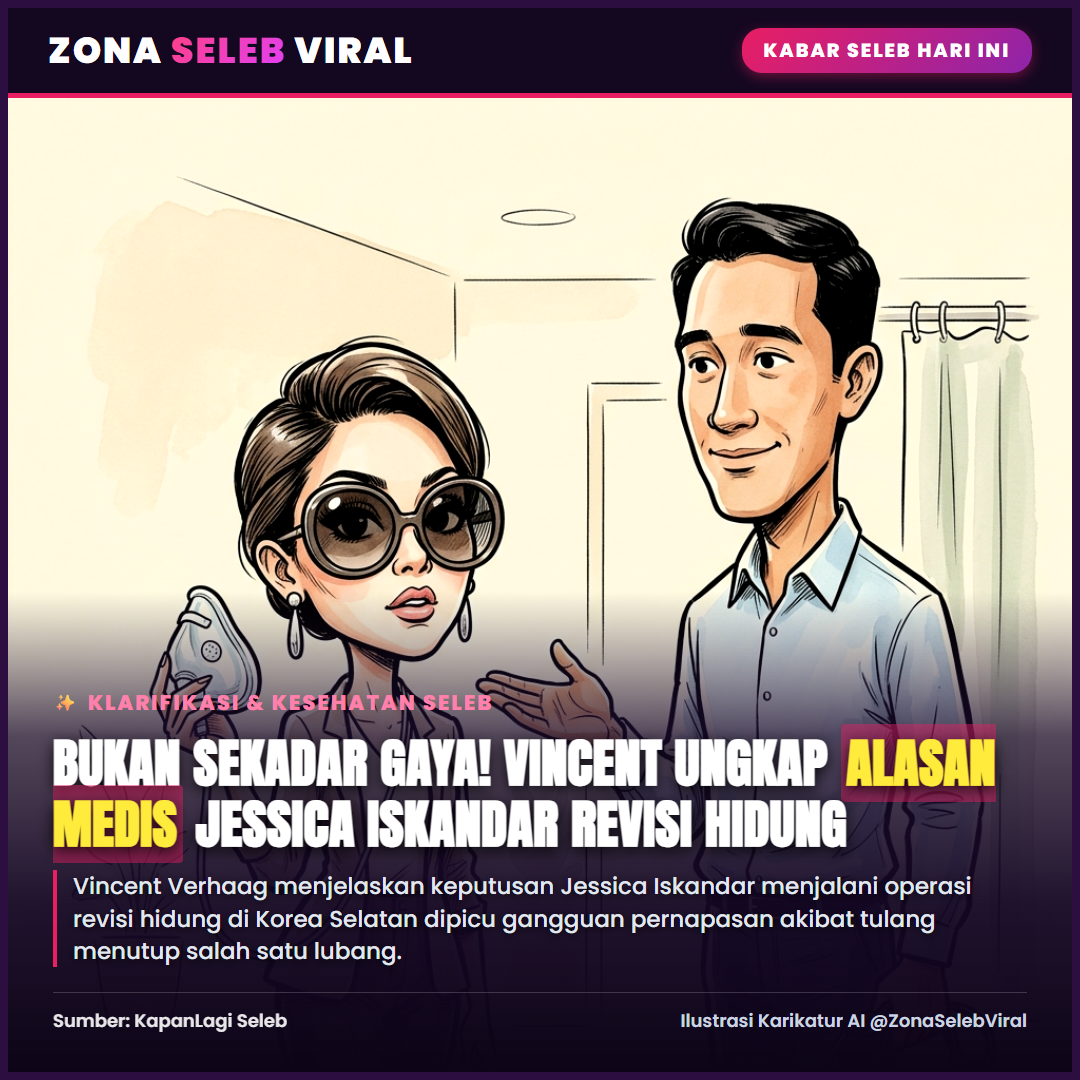 ZONA SELEB VIRAL
KABAR SELEB HARI INI
✨ KLARIFIKASI & KESEHATAN SELEB
BUKAN SEKADAR GAYA! VINCENT UNGKAP ALASAN
MEDIS JESSICA ISKANDAR REVISI HIDUNG
Vincent Verhaag menjelaskan keputusan Jessica Iskandar menjalani operasi
revisi hidung di Korea Selatan dipicu gangguan pernapasan akibat tulang
menutup salah satu lubang.
Sumber: KapanLagi Seleb
Ilustrasi Karikatur AI @ZonaSelebViral